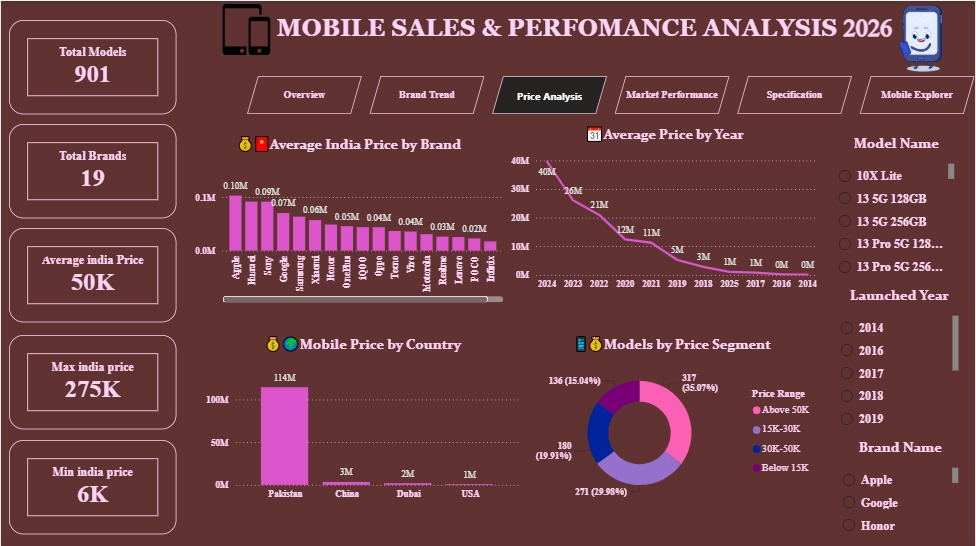 MOBILE SALES & PERFOMANCE ANALYSIS 2026
Total Models
901
Total Brands
19
Average india Price
50K
Max india price
275K
Min india price
6K
Overview
Brand Trend
Price Analysis
Market Performance
Specification
Mobile Explorer
Average India Price by Brand
0.1M
0.0M
0.10M
0.09M
0.07M
0.06M
0.05M
0.04M
0.04M
0.03M
0.02M
Apple
Huawei
Sony
Google
Samsung
Xiaomi
Honor
OnePlus
iQOO
Oppo
Tecno
Vivo
Motorola
Realme
Lenovo
POCO
Infinix
31
Average Price by Year
40M
30M
20M
10M
0M
40M
26M
21M
12M
11M
5M
3M
1M
1M
0M
0M
2024
2023
2022
2020
2021
2019
2018
2025
2017
2016
2014
Mobile Price by Country
100M
50M
0M
114M
3M
2M
1M
Pakistan
China
Dubai
USA
Models by Price Segment
136 (15.04%)
317
(35.07%)
180
(19.91%)
271 (29.98%)
Price Range
Above 50K
15K-30K
30K-50K
Below 15K
Model Name
10X Lite
13 5G 128GB
13 5G 256GB
13 Pro 5G 128...
13 Pro 5G 256...
Launched Year
2014
2016
2017
2018
2019
Brand Name
Apple
Google
Honor